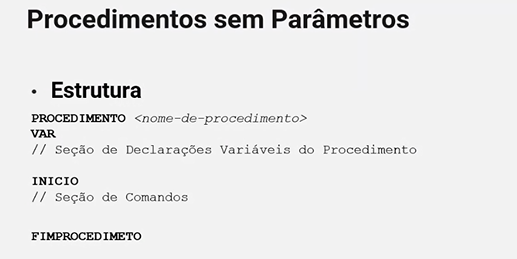 Procedimentos sem Parâmetros
• Estrutura
PROCEDIMENTO <nome-de-procedimento>
VAR
// Seção de Declarações Variáveis do Procedimento
INICIO
// Seção de Comandos
FIMPROCEDIMETO